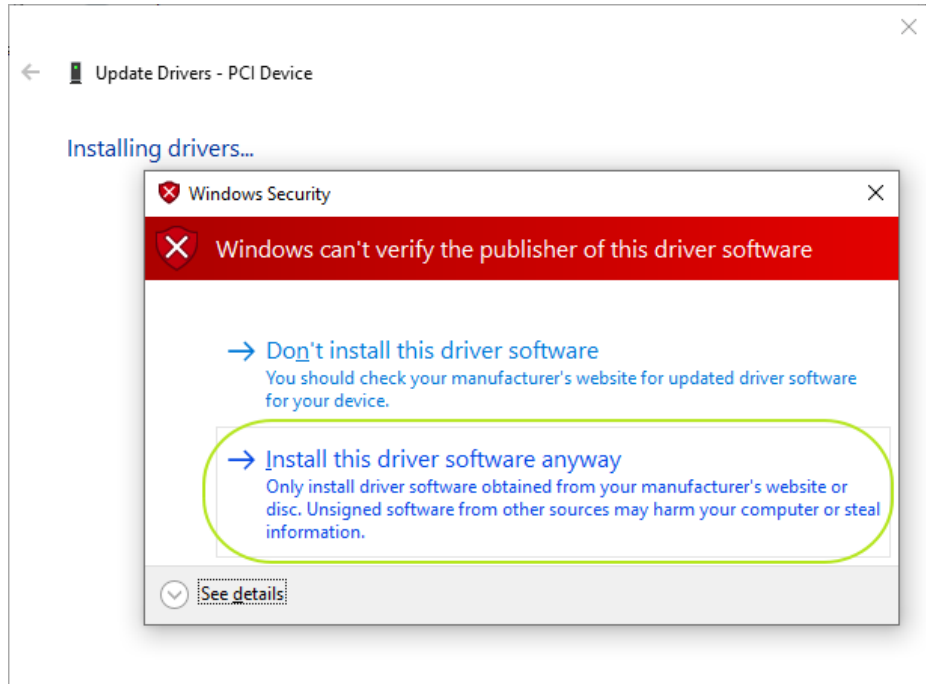 Update Drivers - PCI Device
Installing drivers...
Windows Security
Windows can't verify the publisher of this driver software
Don't install this driver software
You should check your manufacturer's website for updated driver software
for your device.
Install this driver software anyway
Only install driver software obtained from your manufacturer's website or
disc. Unsigned software from other sources may harm your computer or steal
information.
See details